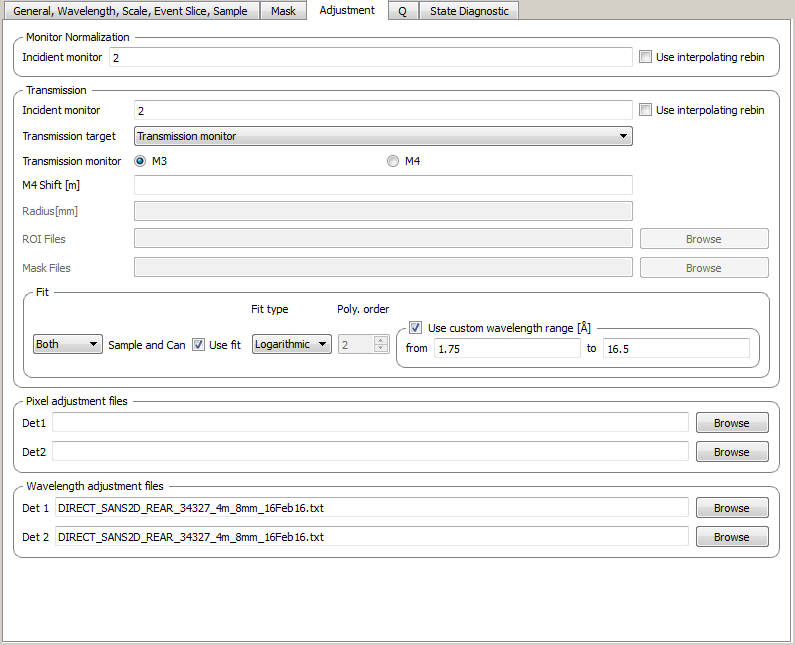 General, Wavelength, Scale, Event Slice, Sample Mask Adjustment Q State Diagnostic
Monitor Normalization
Incidient monitor 2 Use interpolating rebin
Transmission
Incident monitor 2 Use interpolating rebin
Transmission target Transmission monitor
Transmission monitor M3 M4
M4 Shift [m]
Radius[mm]
ROI Files Browse
Mask Files Browse
Fit
Fit type Poly. order
Use custom wavelength range [Å]
Both Sample and Can Use fit Logarithmic 2 from 1.75 to 16.5
Pixel adjustment files
Det1 Browse
Det2 Browse
Wavelength adjustment files
Det 1 DIRECT_SANS2D_REAR_34327_4m_8mm_16Feb16.txt Browse
Det 2 DIRECT_SANS2D_REAR_34327_4m_8mm_16Feb16.txt Browse